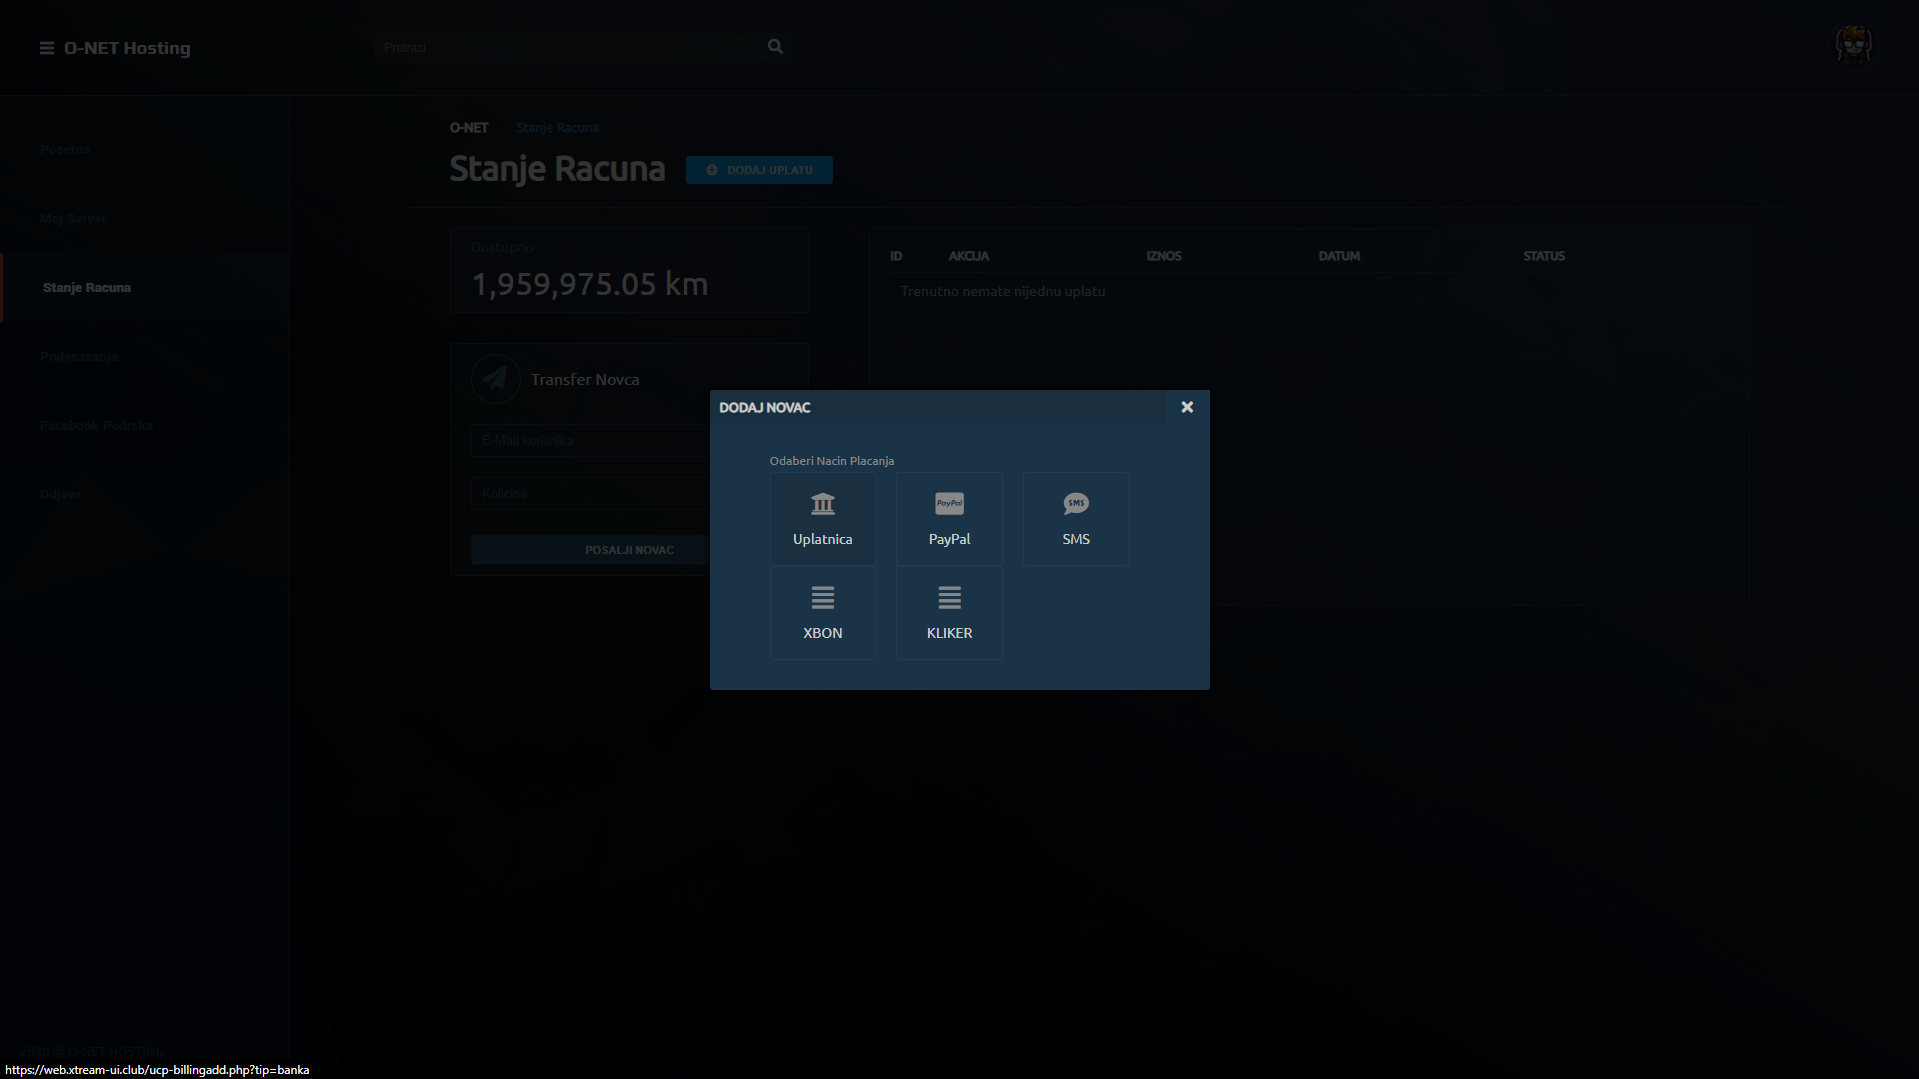 O-NET Hosting
Pretrazi
Pocetna
Moj Server
Stanje Racuna
Podesavanja
Facebook Podrska
Odjava
O-NET Stanje Racuna
Stanje Racuna
DODAJ UPLATU
Dostupno
1,959,975.05 km
Transfer Novca
E-Mail korisnika
Kolicina
POSALJI NOVAC
ID AKCIJA IZNOS DATUM STATUS
Trenutno nemate nijednu uplatu
DODAJ NOVAC
Odaberi Nacin Placanja
Uplatnica
PayPal
PayPal
SMS
SMS
XBON
KLIKER
2020 @ O-NET HOSTING
https://web.xtream-ui.club/ucp-billingadd.php?tip=banka